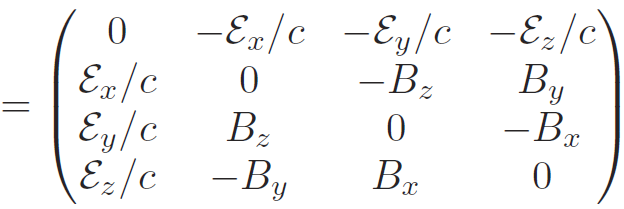 = ( 0 −ℰx/c −ℰy/c −ℰz/c
ℰx/c 0 −Bz By
ℰy/c Bz 0 −Bx
ℰz/c −By Bx 0 )